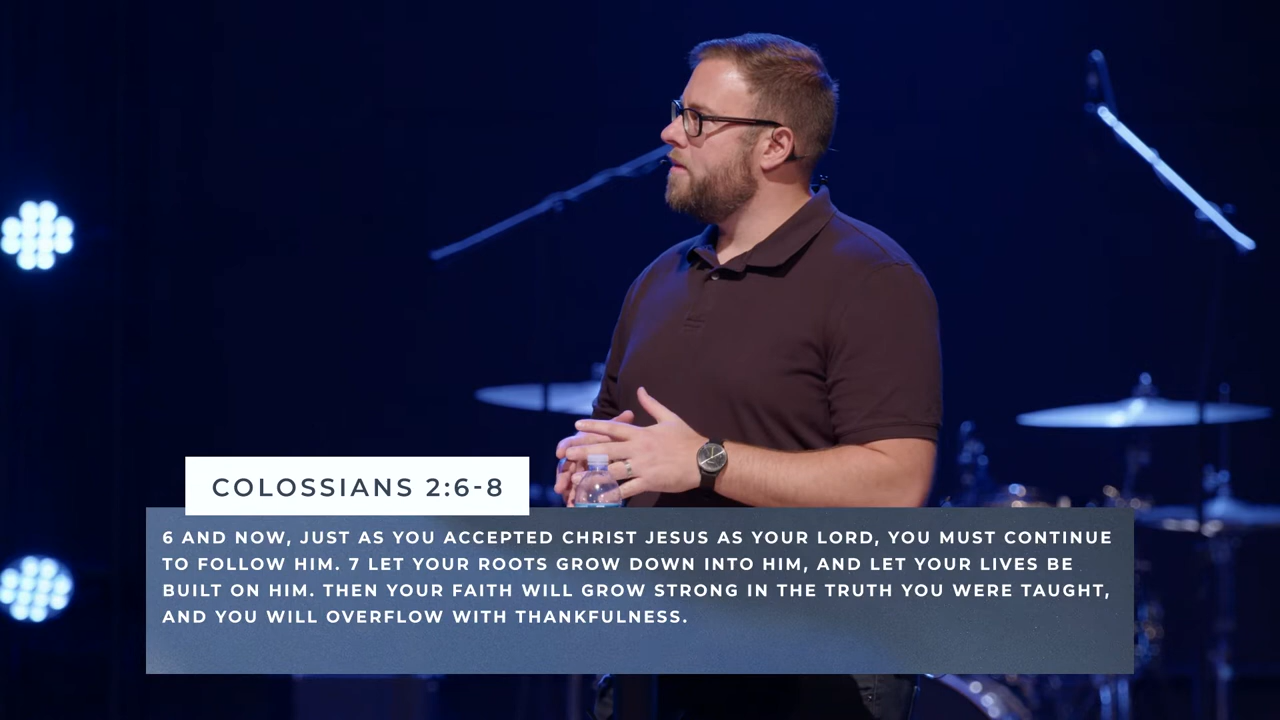 COLOSSIANS 2:6-8
6 AND NOW, JUST AS YOU ACCEPTED CHRIST JESUS AS YOUR LORD, YOU MUST CONTINUE
TO FOLLOW HIM. 7 LET YOUR ROOTS GROW DOWN INTO HIM, AND LET YOUR LIVES BE
BUILT ON HIM. THEN YOUR FAITH WILL GROW STRONG IN THE TRUTH YOU WERE TAUGHT,
AND YOU WILL OVERFLOW WITH THANKFULNESS.